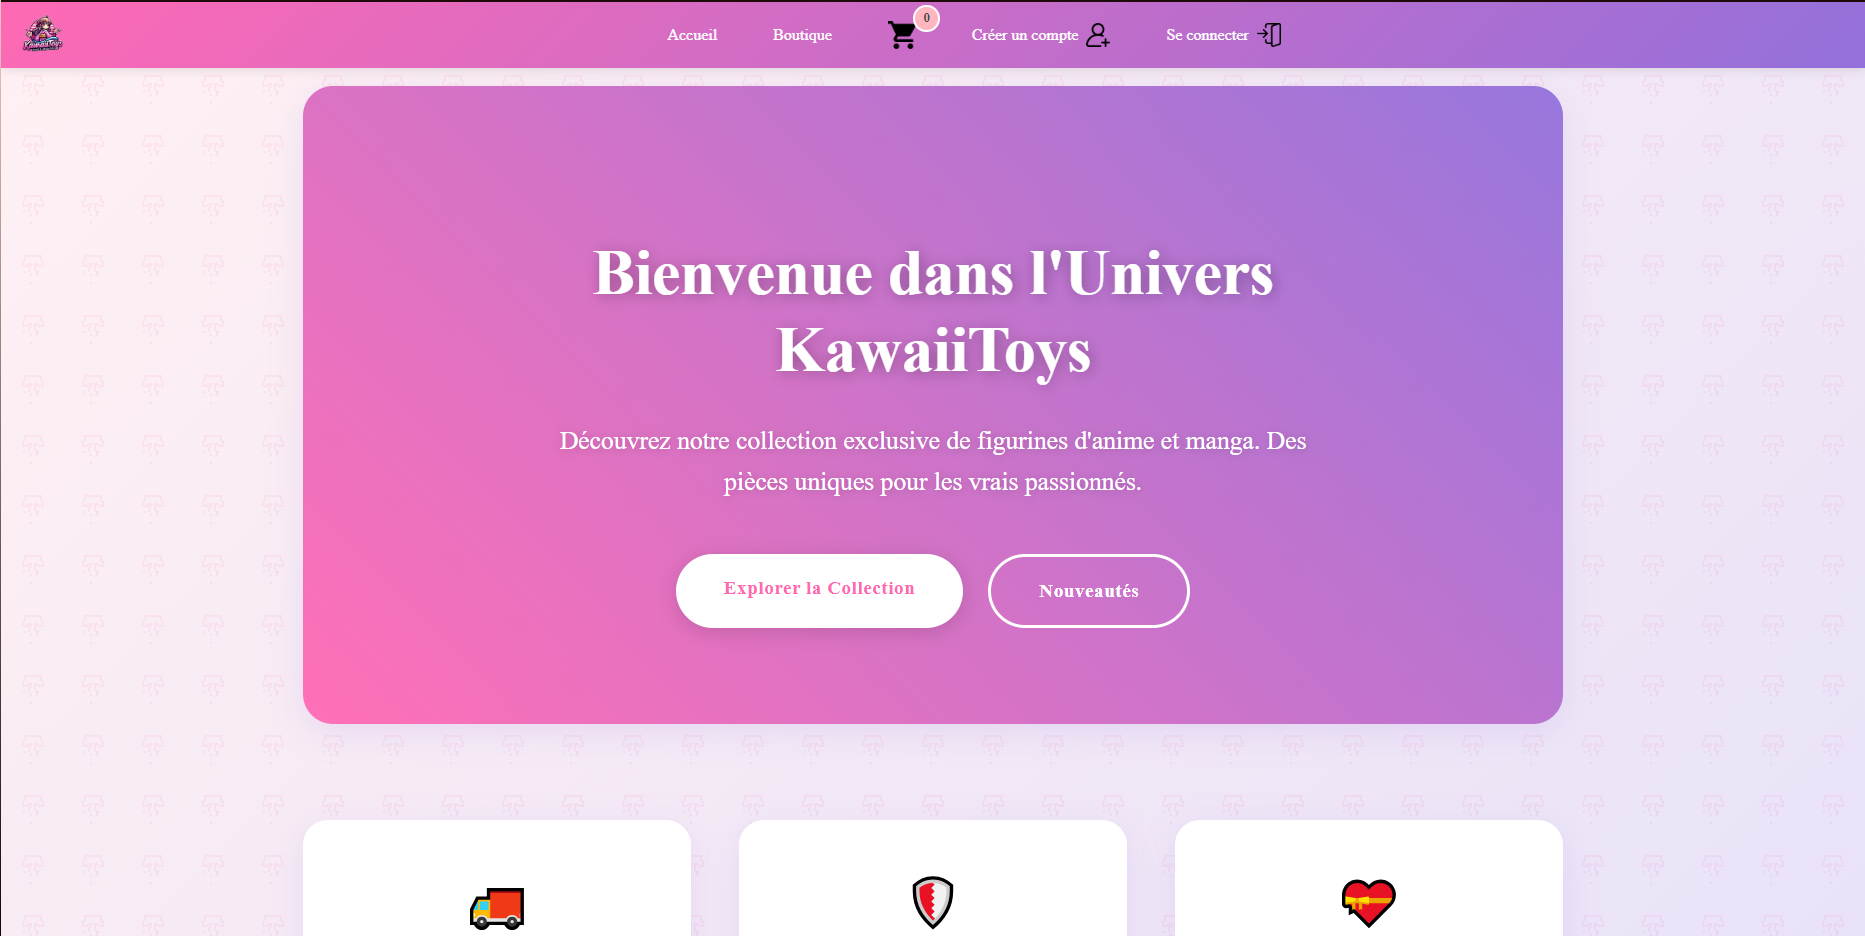 KawaiiToys
Accueil
Boutique
0
Créer un compte
Se connecter
Bienvenue dans l'Univers
KawaiiToys
Découvrez notre collection exclusive de figurines d'anime et manga. Des
pièces uniques pour les vrais passionnés.
Explorer la Collection
Nouveautés